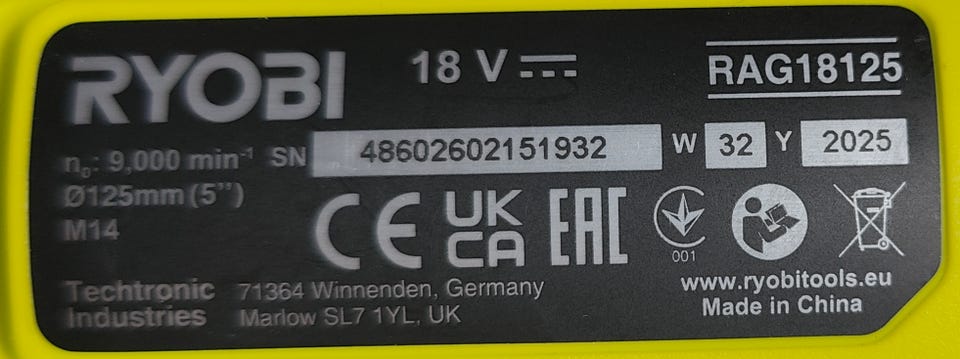 RYOBI 18 V RAG18125
n₀: 9,000 min⁻¹ SN 48602602151932 W 32 Y 2025
Ø125mm (5”)
M14
CE UK CA EAC 001
Techtronic Industries
71364 Winnenden, Germany
Marlow SL7 1YL, UK
www.ryobitools.eu
Made in China